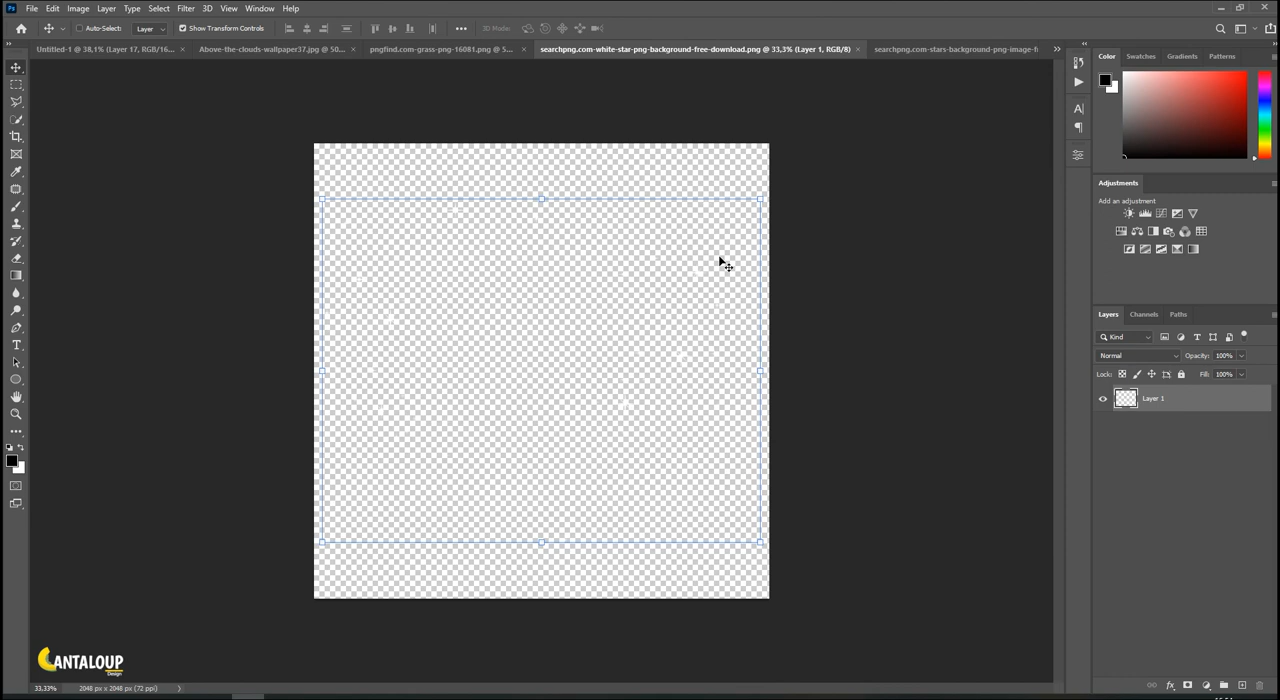 Ps File Edit Image Layer Type Select Filter 3D View Window Help
Auto-Select: Layer Show Transform Controls 3D Mode:
Untitled-1 @ 38,1% (Layer 17, RGB/16... × Above-the-clouds-wallpaper37.jpg @ 50... × pngfind.com-grass-png-16081.png @ 5... × searchpng.com-white-star-png-background-free-download.png @ 33,3% (Layer 1, RGB/8) × searchpng.com-stars-background-png-image-f
Color Swatches Gradients Patterns
Adjustments
Add an adjustment
Layers Channels Paths
Kind
Normal Opacity: 100%
Lock: Fill: 100%
Layer 1
CANTALOUP
Design
33,33% 2048 px x 2048 px (72 ppi)